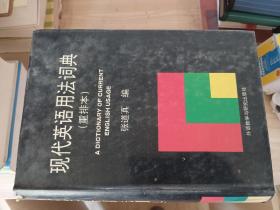 现代英语用法词典
（重排本）
A DICTIONARY OF CURRENT
ENGLISH USAGE
张道真 编
外语教学与研究出版社